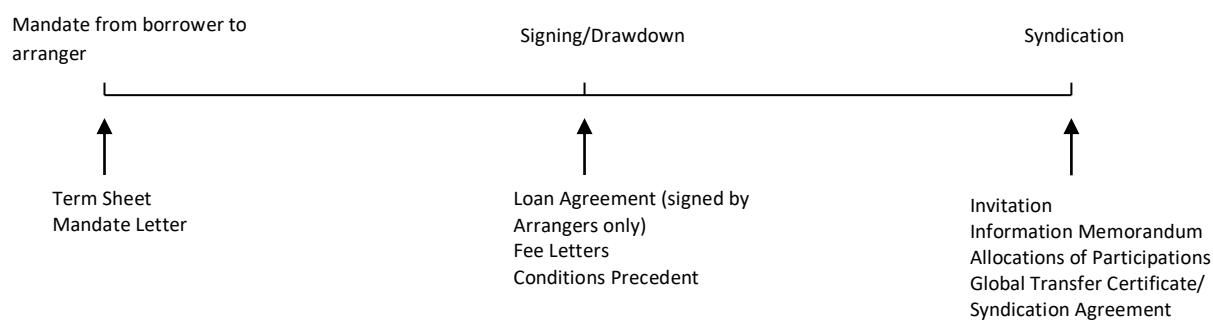 Mandate from borrower to
arranger
Signing/Drawdown
Syndication
Term Sheet
Mandate Letter
Loan Agreement (signed by
Arrangers only)
Fee Letters
Conditions Precedent
Invitation
Information Memorandum
Allocations of Participations
Global Transfer Certificate/
Syndication Agreement